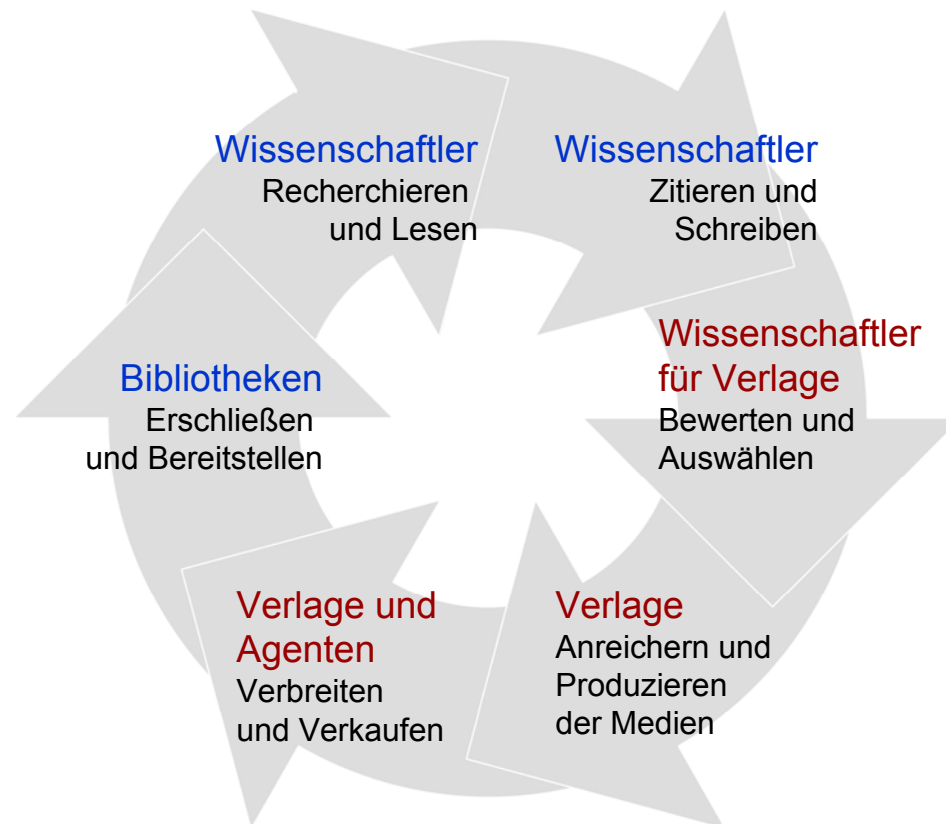 Wissenschaftler
Recherchieren
und Lesen
Wissenschaftler
Zitieren und
Schreiben
Wissenschaftler
für Verlage
Bewerten und
Auswählen
Verlage
Anreichern und
Produzieren
der Medien
Verlage und
Agenten
Verbreiten
und Verkaufen
Bibliotheken
Erschließen
und Bereitstellen